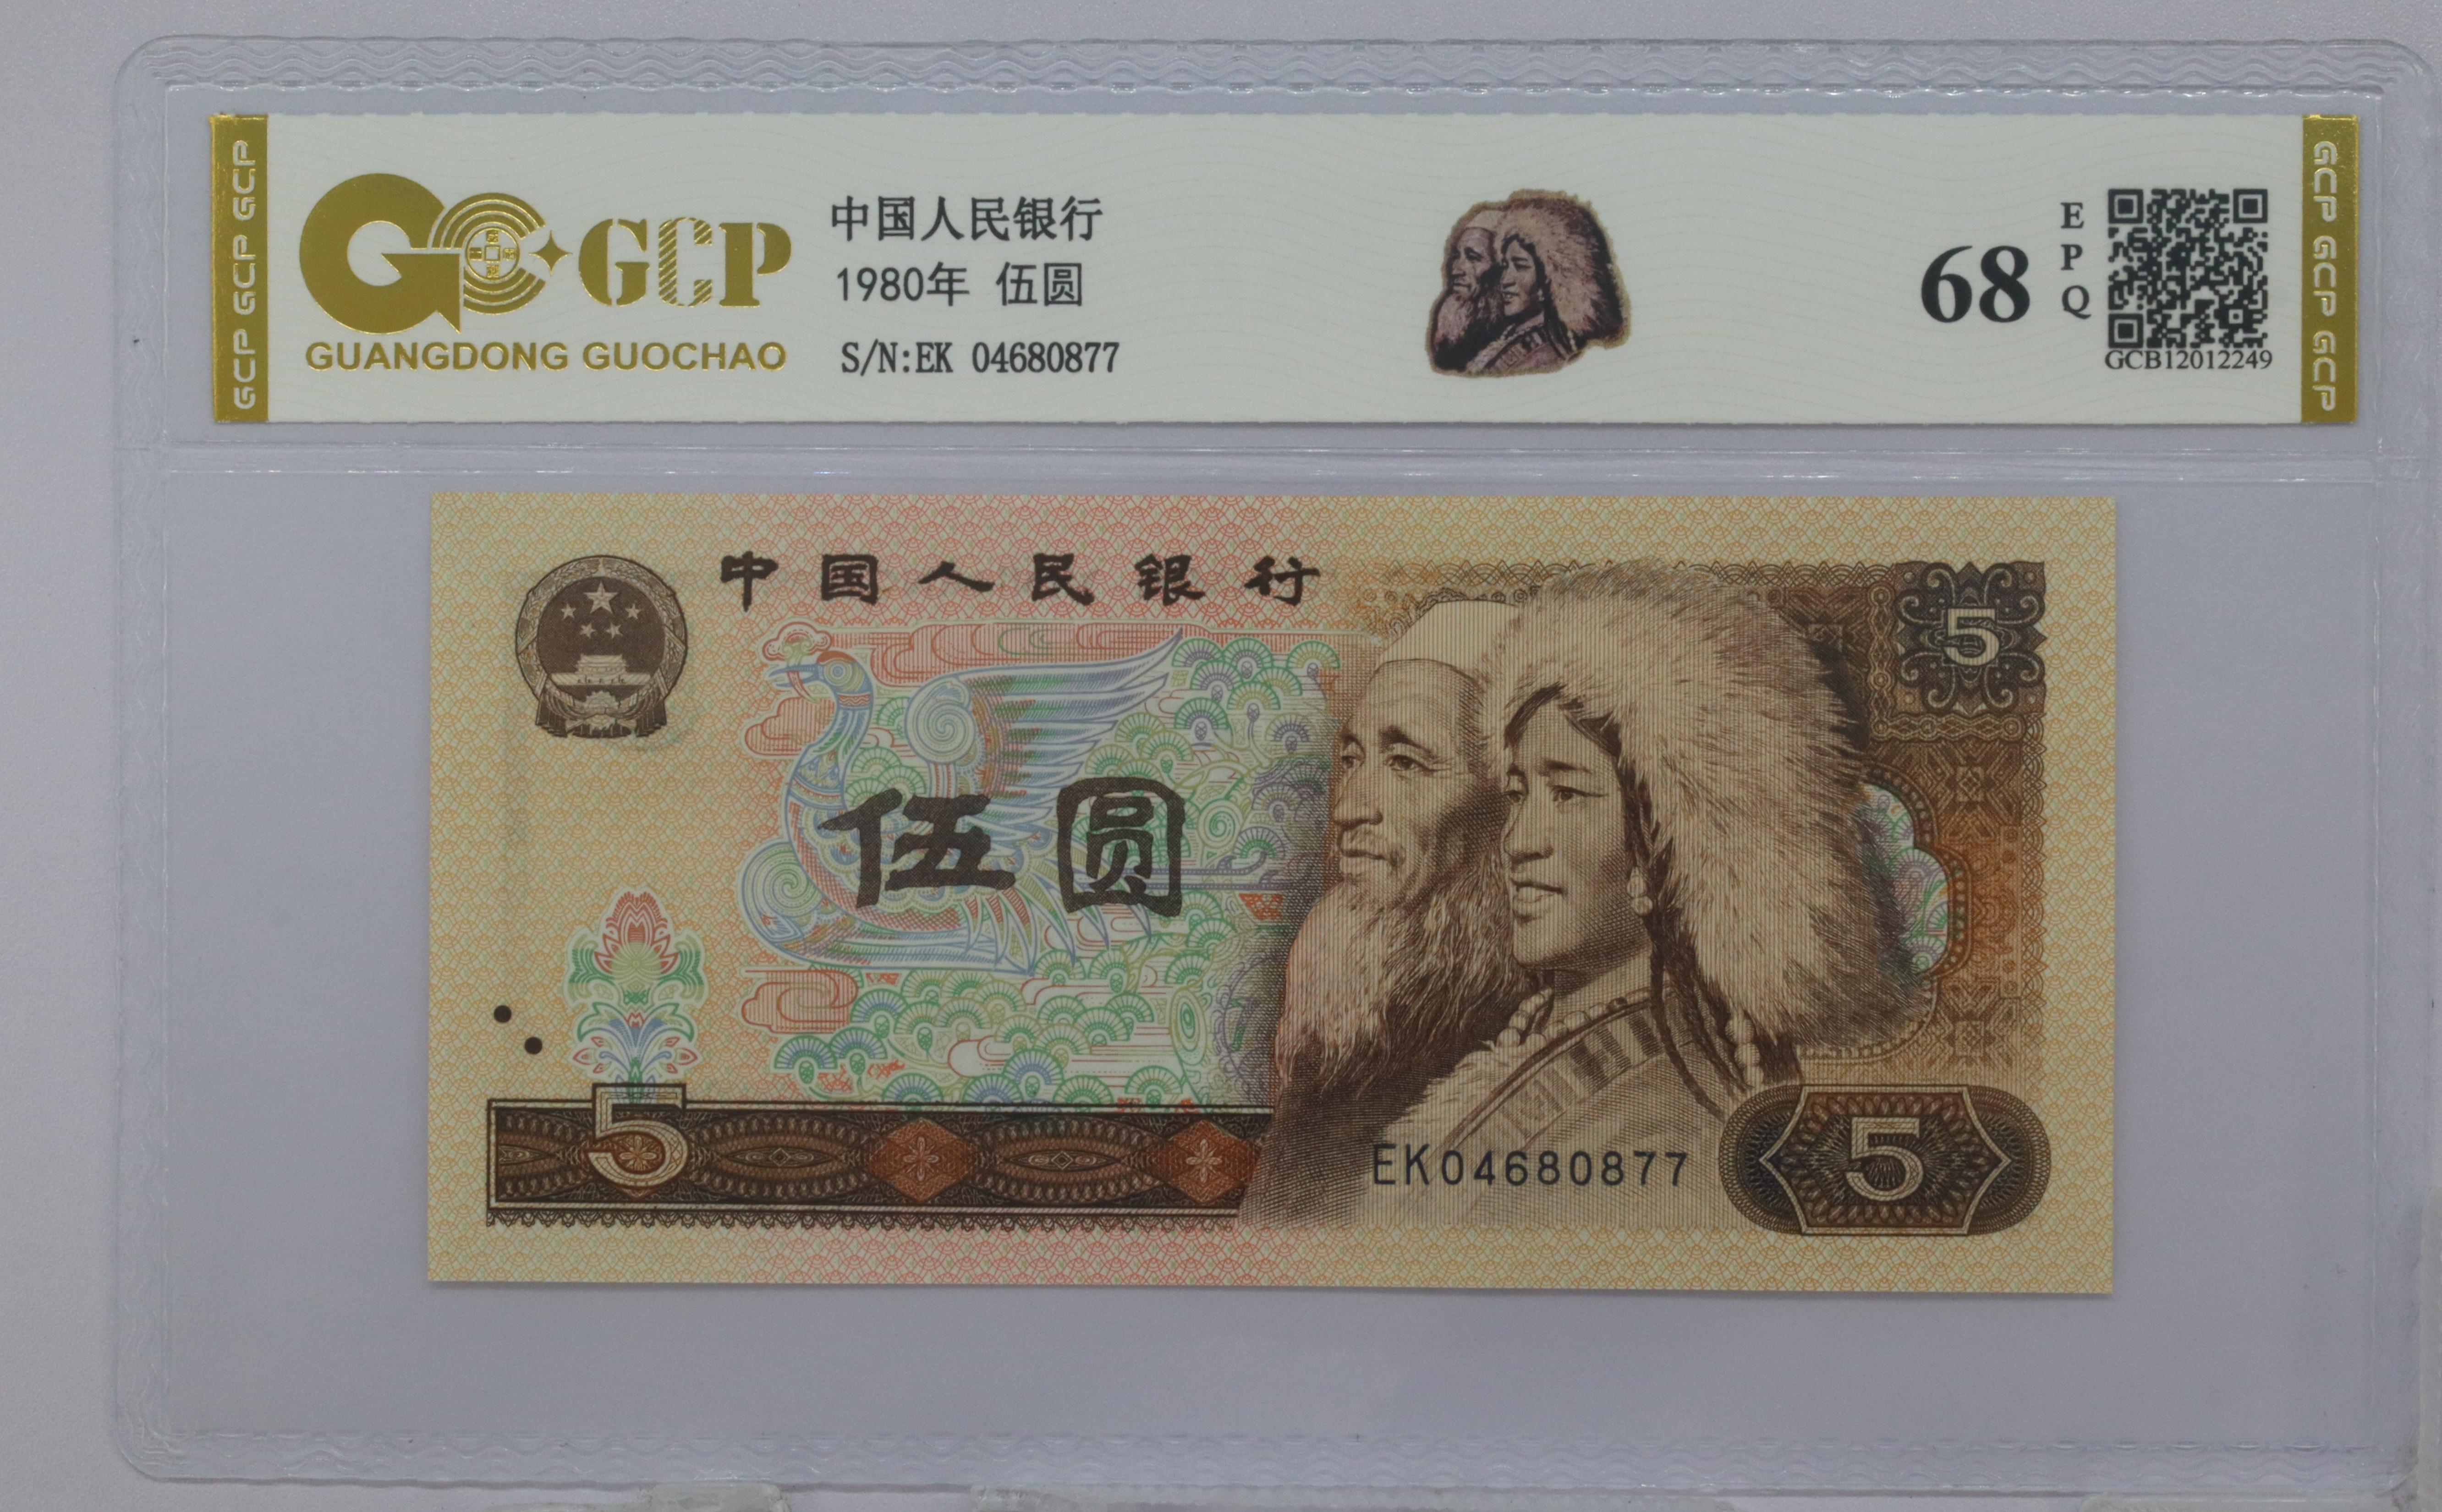 GCP GCP GCP
GCP
GUANGDONG GUOCHAO
中国人民银行
1980年 伍圆
S/N:EK 04680877
68
EPQ
GCB12012249
GCP GCP GCP
中国人民银行
5
伍圆
5
EK04680877
5